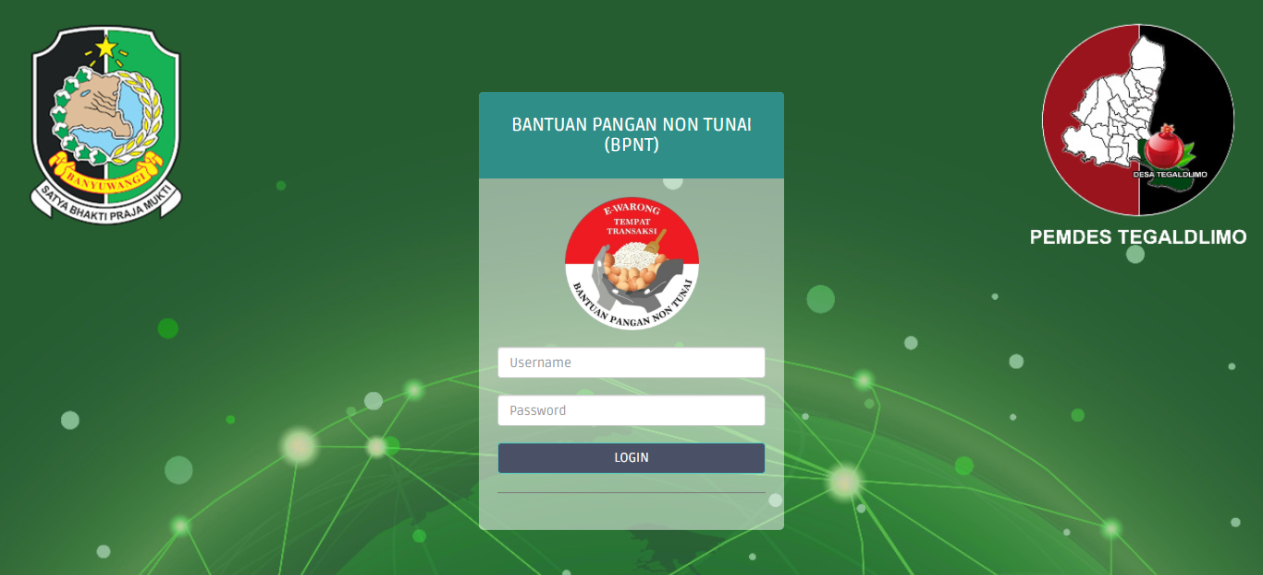 BANYUWANGI
SATYA BHAKTI PRAJA MUKTI
BANTUAN PANGAN NON TUNAI
(BPNT)
E-WARONG
TEMPAT
TRANSAKSI
BANTUAN PANGAN NON TUNAI
Username
Password
LOGIN
DESA TEGALDLIMO
PEMDES TEGALDLIMO